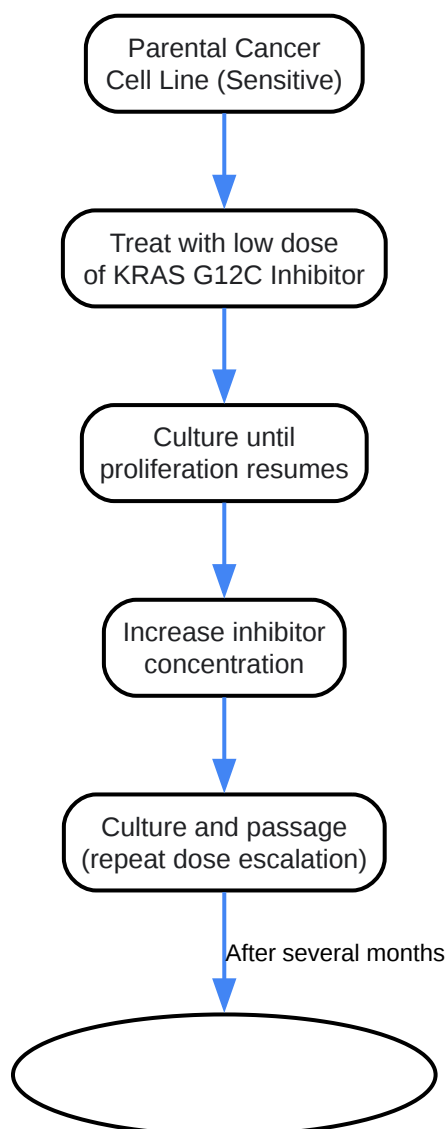 Parental Cancer
Cell Line (Sensitive)
Treat with low dose
of KRAS G12C Inhibitor
Culture until
proliferation resumes
Increase inhibitor
concentration
Culture and passage
(repeat dose escalation)
After several months